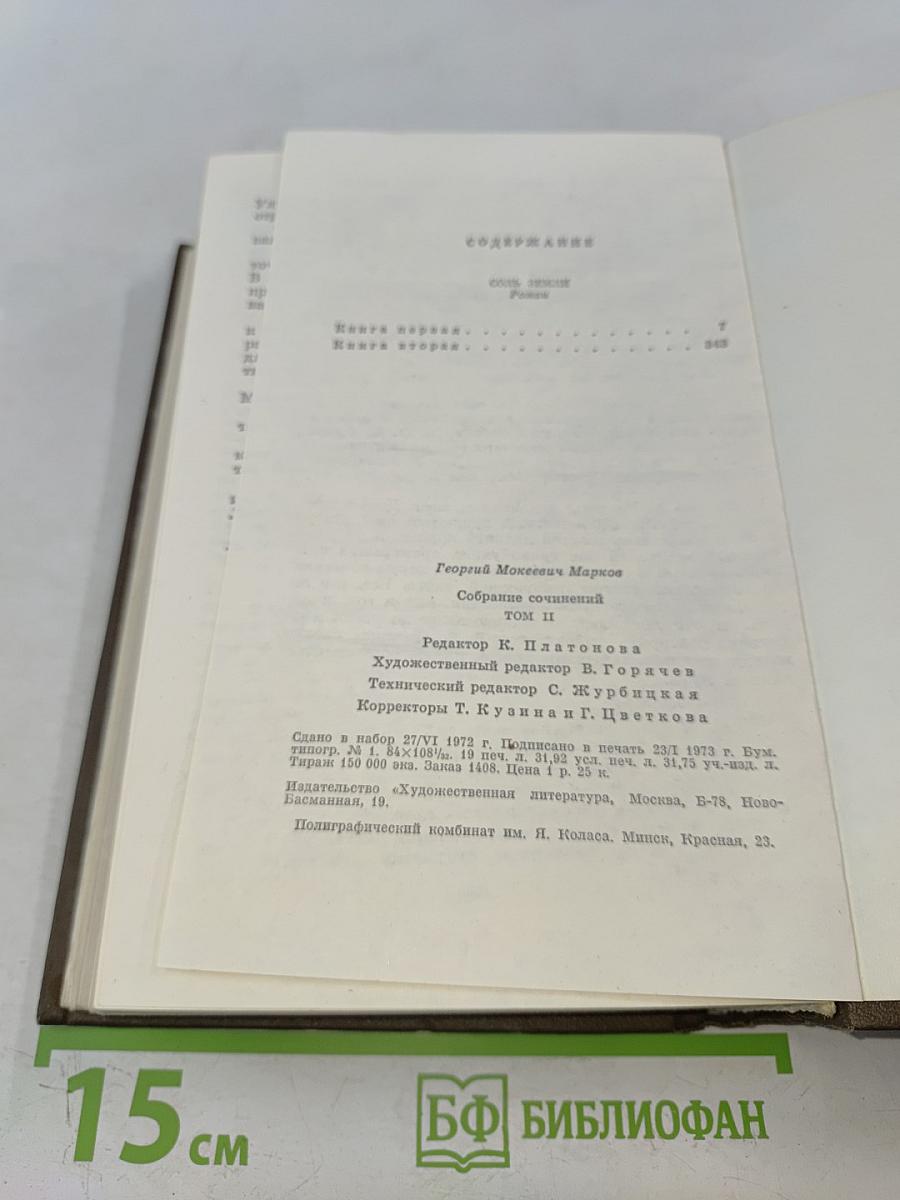 СОДЕРЖАНИЕ
СОЛЬ ЗЕМЛИ
Роман
Книга первая. . . . . . . . . . . . . 7
Книга вторая. . . . . . . . . . . . . 343
Георгий Мокеевич Марков
Собрание сочинений
ТОМ II
Редактор К. Платонова
Художественный редактор В. Горячев
Технический редактор С. Журбицкая
Корректоры Т. Кузина и Г. Цветкова
Сдано в набор 27/VI 1972 г. Подписано в печать 23/I 1973 г. Бум.
типогр. № 1. 84×108¹/₃₂. 19 печ. л. 31,92 усл. печ. л. 31,75 уч.-изд. л.
Тираж 150 000 экз. Заказ 1408. Цена 1 р. 25 к.
Издательство «Художественная литература, Москва, Б-78, Ново-
Басманная, 19.
Полиграфический комбинат им. Я. Коласа. Минск, Красная, 23.
15 см
БФ БИБЛИОФАН